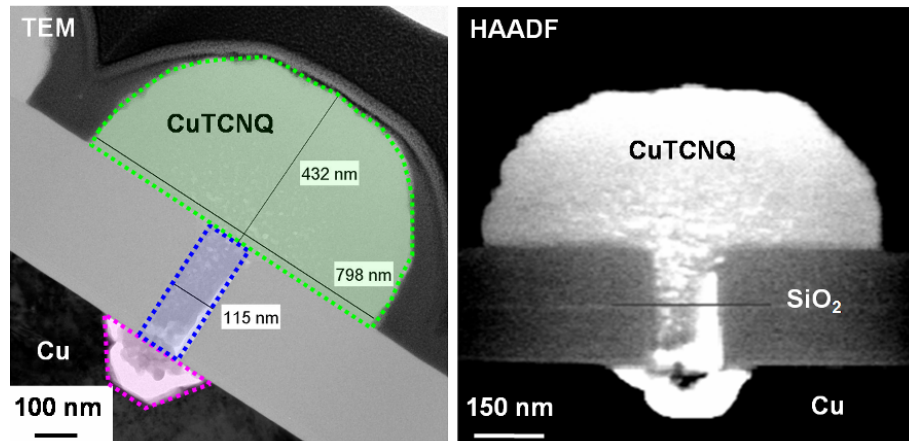 TEM
CuTCNQ
432 nm
798 nm
115 nm
Cu
100 nm
HAADF
CuTCNQ
SiO₂
Cu
150 nm